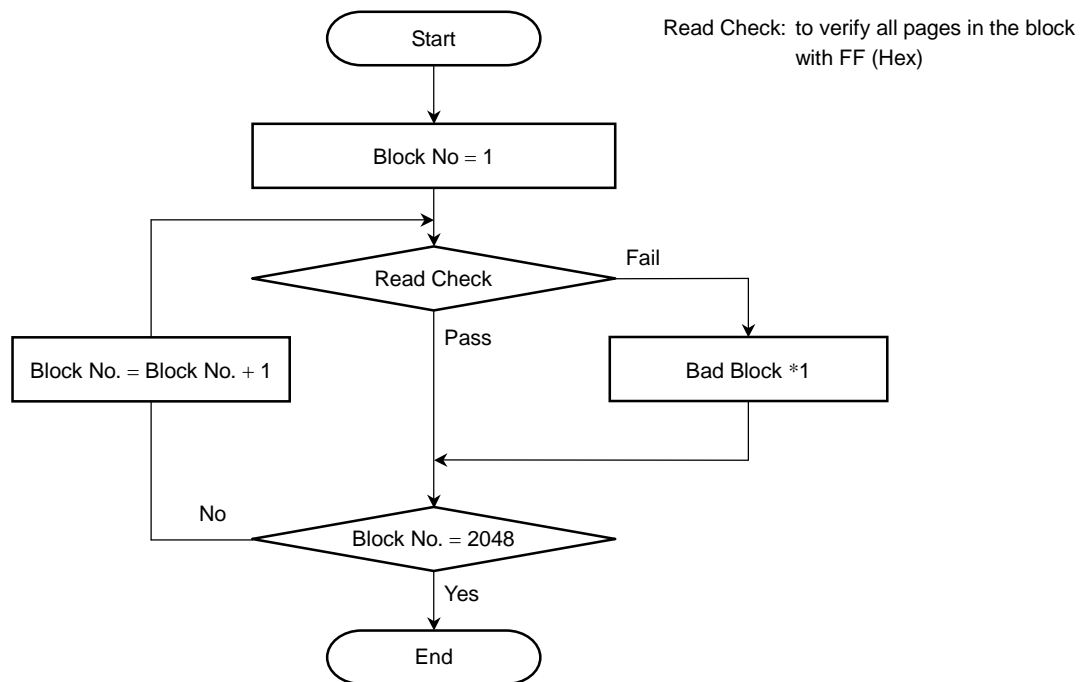 Start
Read Check: to verify all pages in the block
with FF (Hex)
Block No = 1
Read Check
Fail
Pass
Block No. = Block No. + 1
Bad Block *1
No
Block No. = 2048
Yes
End